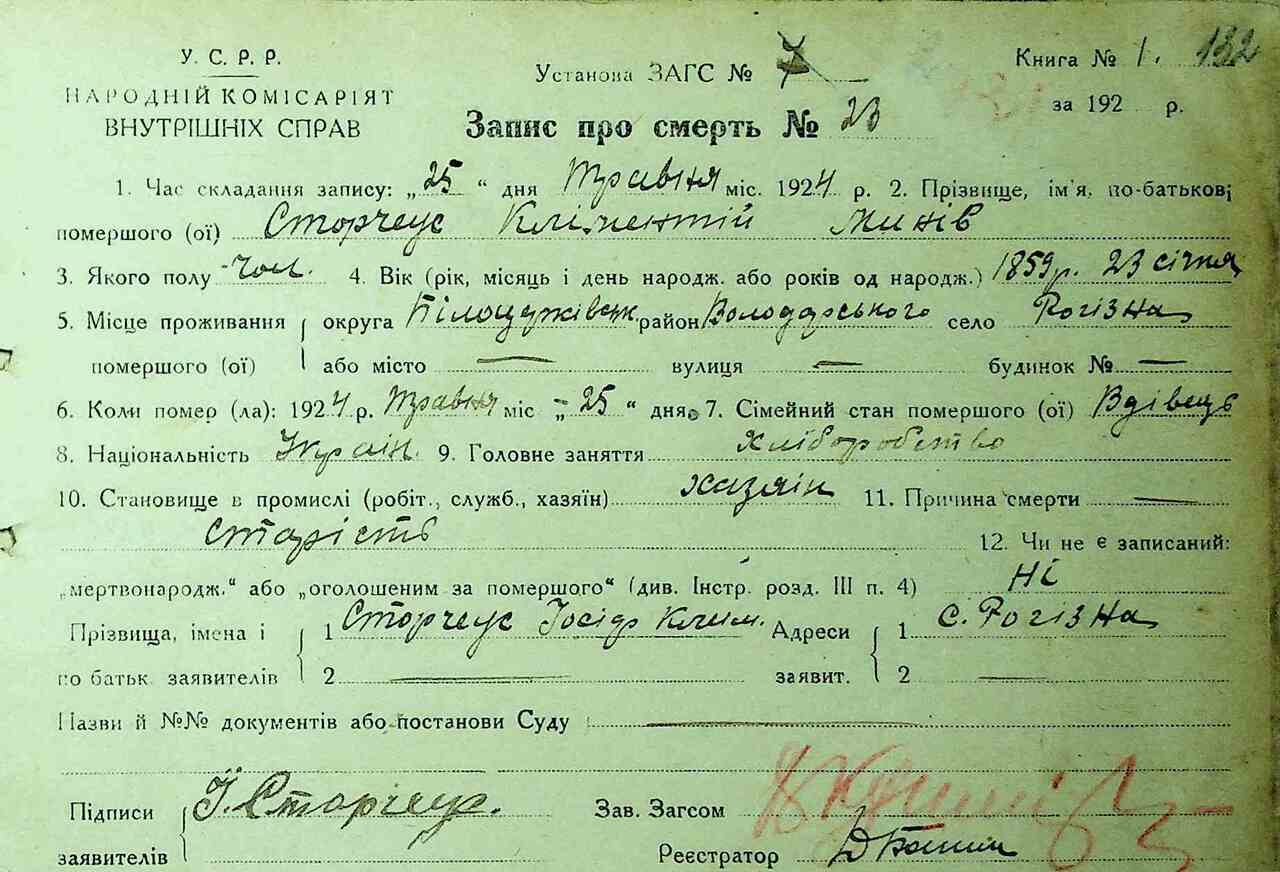 У. С. Р. Р.
НАРОДНІЙ КОМІСАРІЯТ
ВНУТРІШНІХ СПРАВ
Установа ЗАГС №
Книга № 1. 132
за 192 р.
Запис про смерть № 23
1. Час складання запису: „25“ дня Травня міс. 1924 р. 2. Прізвище, ім'я, по-батькові
помершого (ої) Сторчеус Кліментій Минів
3. Якого полу Чол. 4. Вік (рік, місяць і день народж. або років од народж.) 1859 р. 23 січня
5. Місце проживання округа Білоцерківськ район Володарського село Рогізна
помершого (ої) або місто — вулиця — будинок № —
6. Коли помер (ла): 1924 р. Травня міс „25“ дня. 7. Сімейний стан помершого (ої) Вдівець
8. Національність Україн. 9. Головне заняття хліборобство
10. Становище в промислі (робіт., служб., хазяїн) хазяін 11. Причина смерти —
Старість 12. Чи не є записаний:
„мертвонародж.“ або „оголошеним за помершого“ (див. Інстр. розд. III п. 4) Ні
Прізвища, імена і 1 Сторчеус Іосіф Клим. Адреси 1 с. Рогізна
по батьк. заявителів 2 — заявит. 2 —
Назви й №№ документів або постанови Суду —
Підписи І. Сторчеус. Зав. Загсом
заявителів Реєстратор